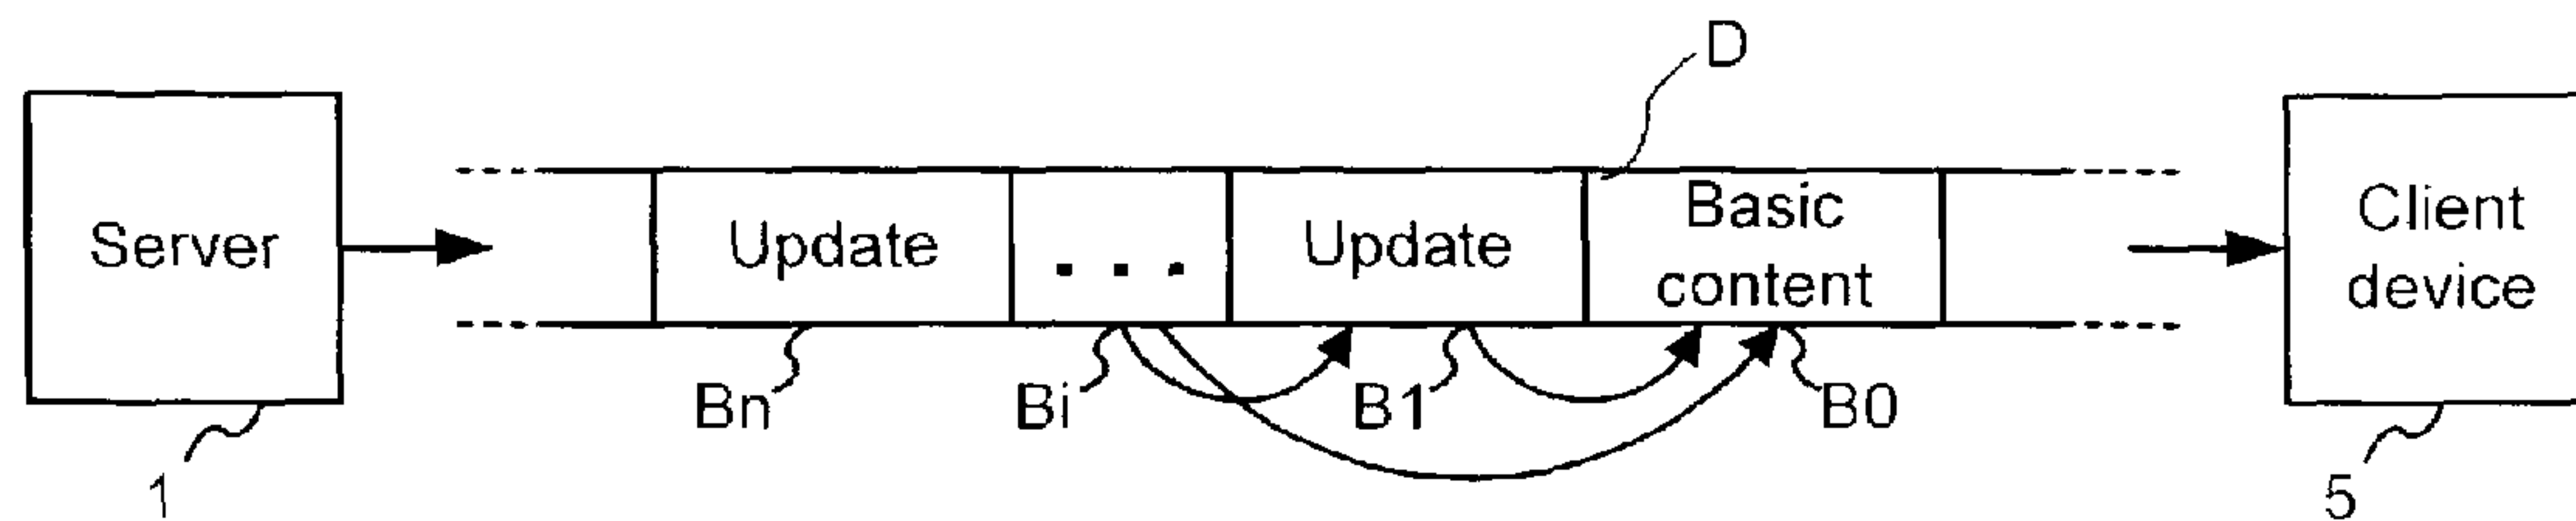 D
Server
Update
. . .
Update
Basic
content
Client
device
Bn
Bi
B1
B0
1
5